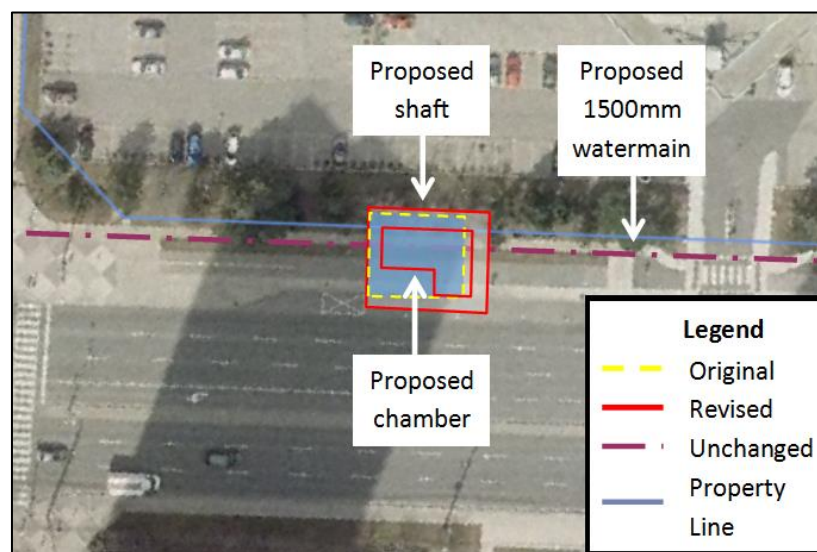 Proposed
shaft
Proposed
1500mm
watermain
Proposed
chamber
Legend
Original
Revised
Unchanged
Property
Line